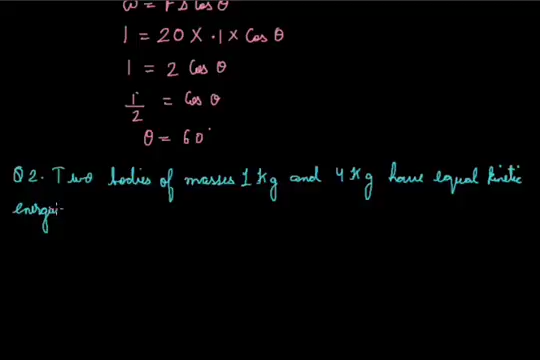 W = F S Cos θ
1 = 20 X .1 X Cos θ
1 = 2 Cos θ
1/2 = Cos θ
θ = 60°
Q2. Two bodies of masses 1 Kg and 4 Kg have equal kinetic
energi